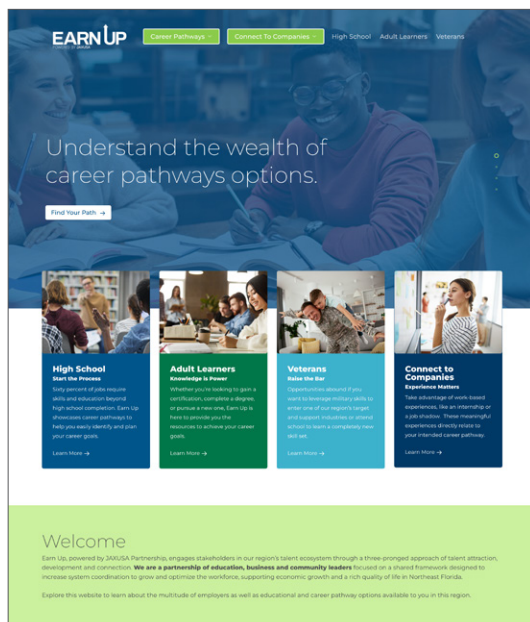 EARN UP
POWERED BY JAXUSA
Career Pathways
Connect To Companies
High School
Adult Learners
Veterans
Understand the wealth of
career pathways options.
Find Your Path →
High School
Start the Process
Sixty percent of jobs require
skills and education beyond
high school completion. Earn Up
showcases career pathways to
help you easily identify and plan
your career goals.
Learn More →
Adult Learners
Knowledge is Power
Whether you're looking to gain a
certification, complete a degree,
or pursue a new one, Earn Up is
here to provide you the
resources to achieve your career
goals.
Learn More →
Veterans
Raise the Bar
Opportunities abound if you
want to leverage military skills to
enter one of our region's target
and support industries or attend
school to learn a completely new
skill set.
Learn More →
Connect to
Companies
Experience Matters
Take advantage of work-based
experiences, like an internship or
a job shadow. These meaningful
experiences directly relate to
your intended career pathway.
Learn More →
Welcome
Earn Up, powered by JAXUSA Partnership, engages stakeholders in our region's talent ecosystem through a three-pronged approach of talent attraction,
development and connection. We are a partnership of education, business and community leaders focused on a shared framework designed to
increase system coordination to grow and optimize the workforce, supporting economic growth and a rich quality of life in Northeast Florida.
Explore this website to learn about the multitude of employers as well as educational and career pathway options available to you in this region.